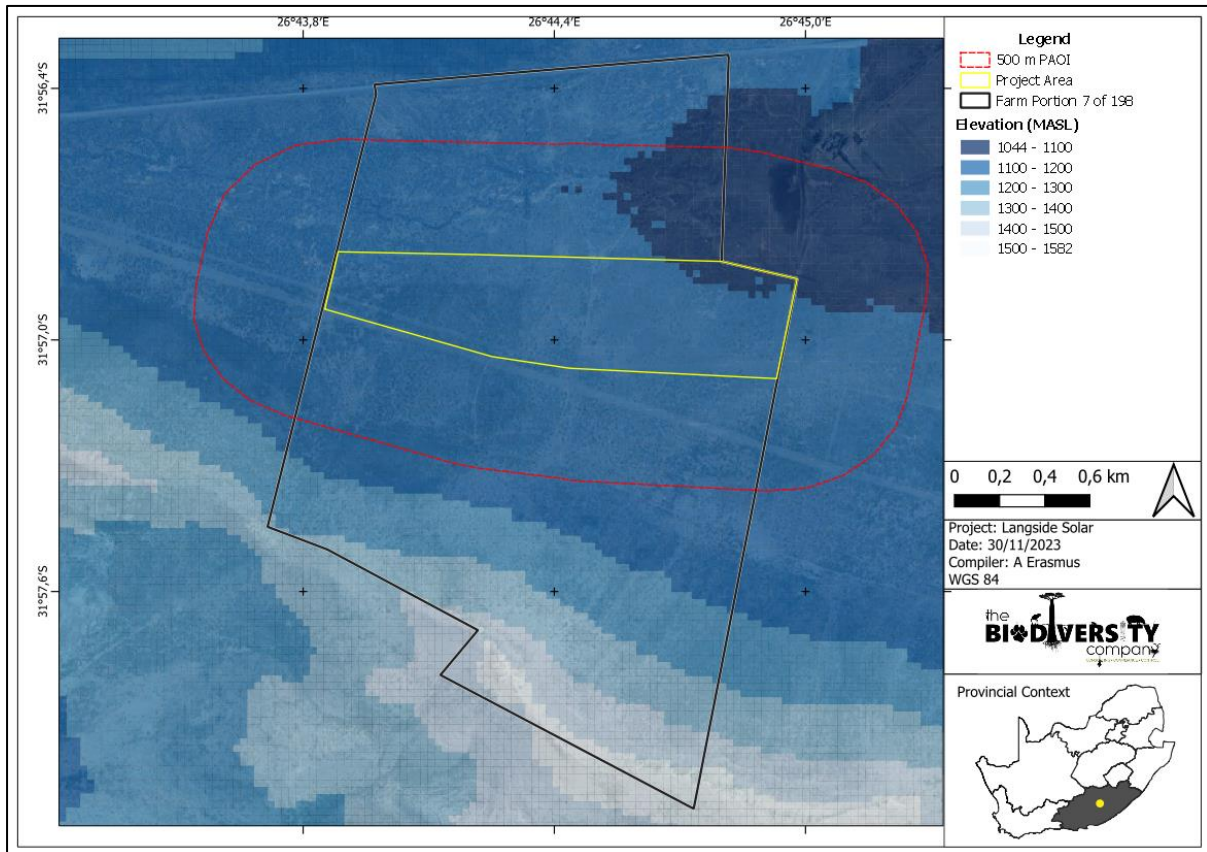 26°43,8'E
26°44,4'E
26°45,0'E
31°56,4'S
31°57,0'S
31°57,6'S
Legend
500 m PAOI
Project Area
Farm Portion 7 of 198
Elevation (MASL)
1044 - 1100
1100 - 1200
1200 - 1300
1300 - 1400
1400 - 1500
1500 - 1582
0 0,2 0,4 0,6 km
Project: Langside Solar
Date: 30/11/2023
Compiler: A Erasmus
WGS 84
the
BIODIVERSITY
company
Provincial Context